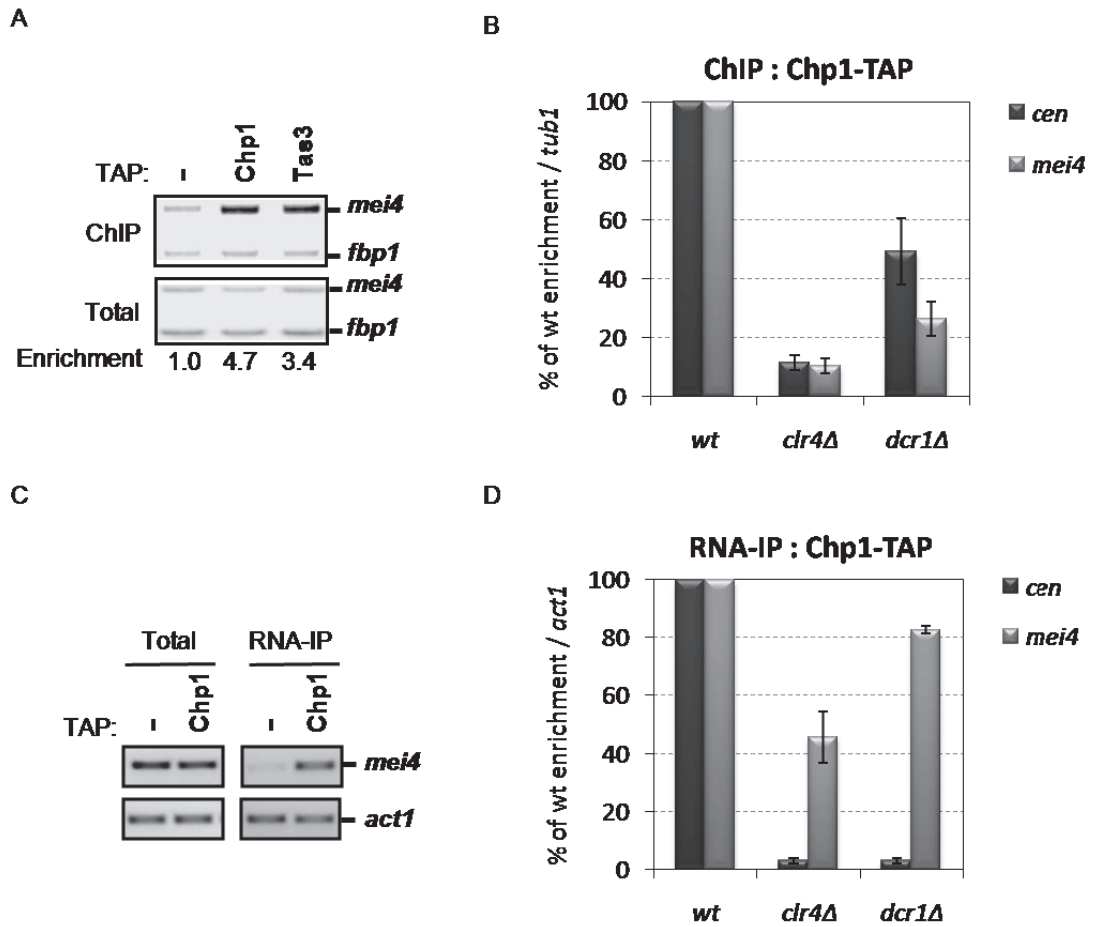 A
TAP: - Chp1 Tas3
ChIP
mei4
fbp1
Total
mei4
fbp1
Enrichment 1.0 4.7 3.4
B
ChIP : Chp1-TAP
% of wt enrichment / tub1
100
80
60
40
20
0
wt clr4Δ dcr1Δ
cen
mei4
C
Total RNA-IP
TAP: - Chp1 - Chp1
mei4
act1
D
RNA-IP : Chp1-TAP
% of wt enrichment / act1
100
80
60
40
20
0
wt clr4Δ dcr1Δ
cen
mei4